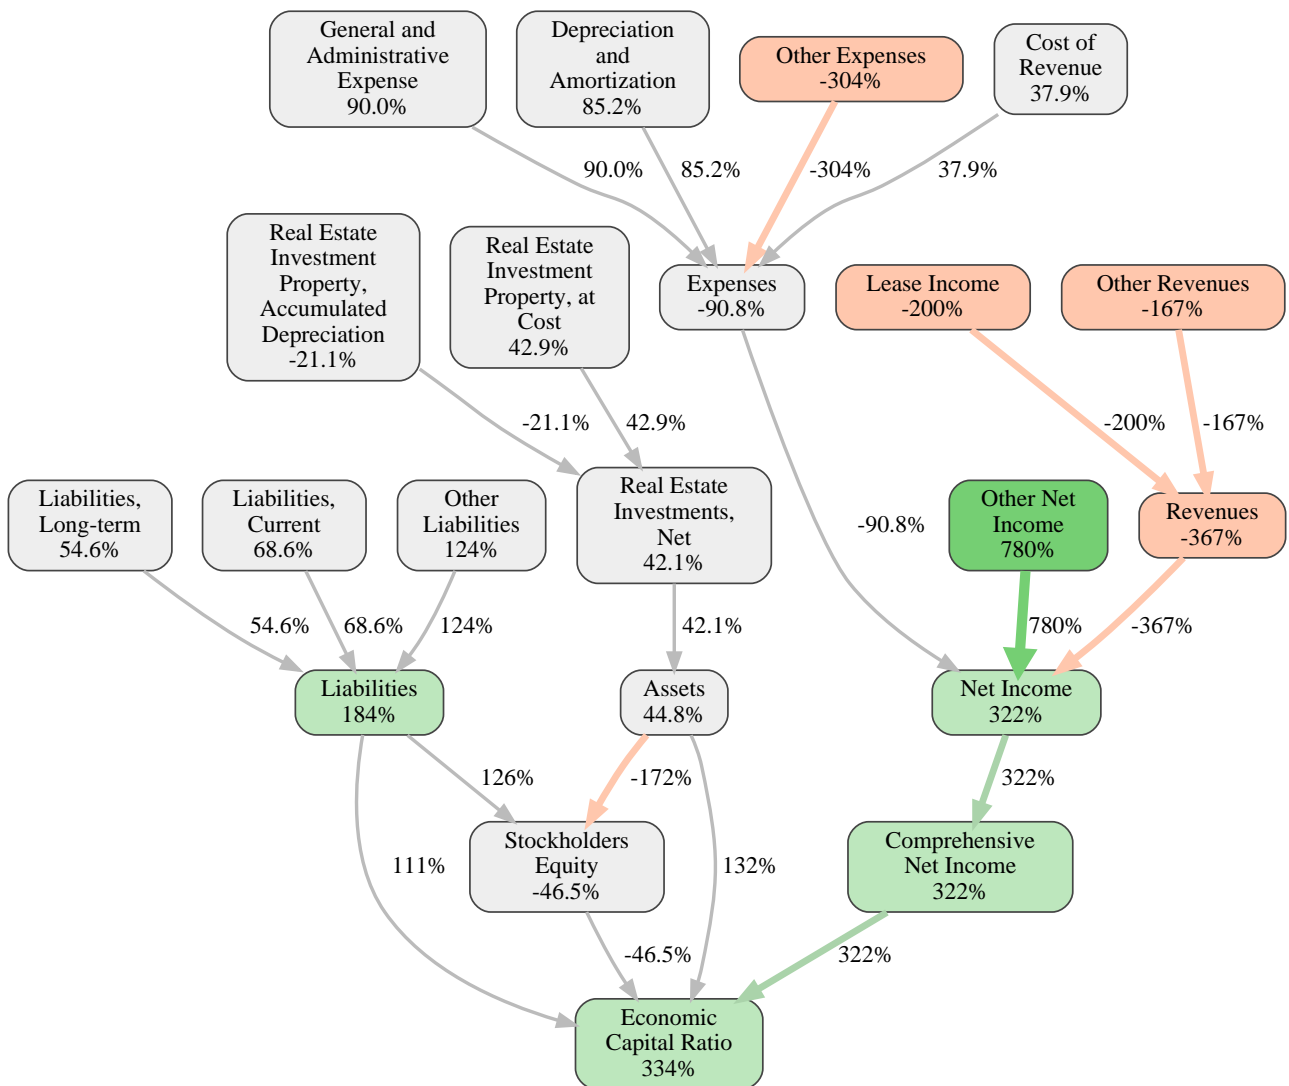 General and
Administrative
Expense
90.0%
Depreciation
and
Amortization
85.2%
Other Expenses
-304%
Cost of
Revenue
37.9%
90.0%
85.2%
-304%
37.9%
Real Estate
Investment
Property,
Accumulated
Depreciation
-21.1%
Real Estate
Investment
Property, at
Cost
42.9%
Expenses
-90.8%
Lease Income
-200%
Other Revenues
-167%
-21.1%
42.9%
-200%
-167%
Liabilities,
Long-term
54.6%
Liabilities,
Current
68.6%
Other
Liabilities
124%
Real Estate
Investments,
Net
42.1%
-90.8%
Other Net
Income
780%
Revenues
-367%
54.6%
68.6%
124%
42.1%
780%
-367%
Liabilities
184%
Assets
44.8%
Net Income
322%
126%
-172%
322%
111%
Stockholders
Equity
-46.5%
132%
Comprehensive
Net Income
322%
-46.5%
322%
Economic
Capital Ratio
334%